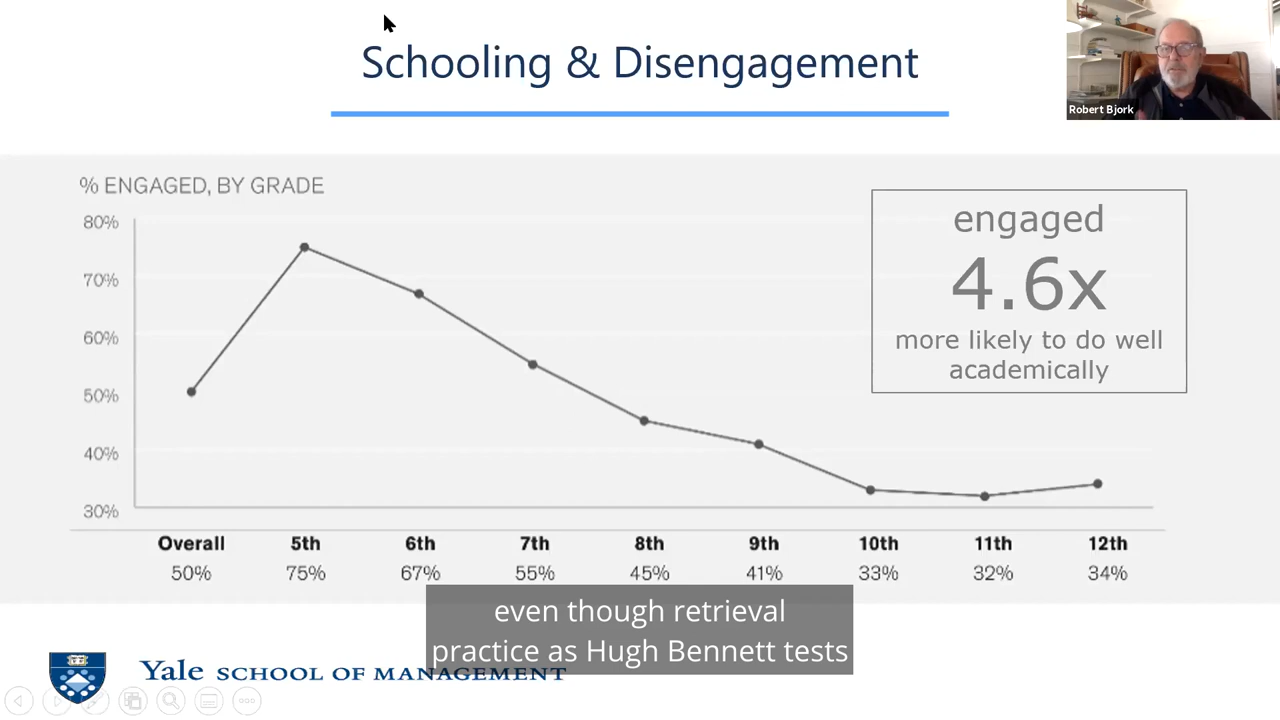 Schooling & Disengagement
Robert Bjork
% ENGAGED, BY GRADE
80%
70%
60%
50%
40%
30%
engaged
4.6x
more likely to do well
academically
Overall 5th 6th 7th 8th 9th 10th 11th 12th
50% 75% 67% 55% 45% 41% 33% 32% 34%
even though retrieval
practice as Hugh Bennett tests
Yale SCHOOL OF MANAGEMENT